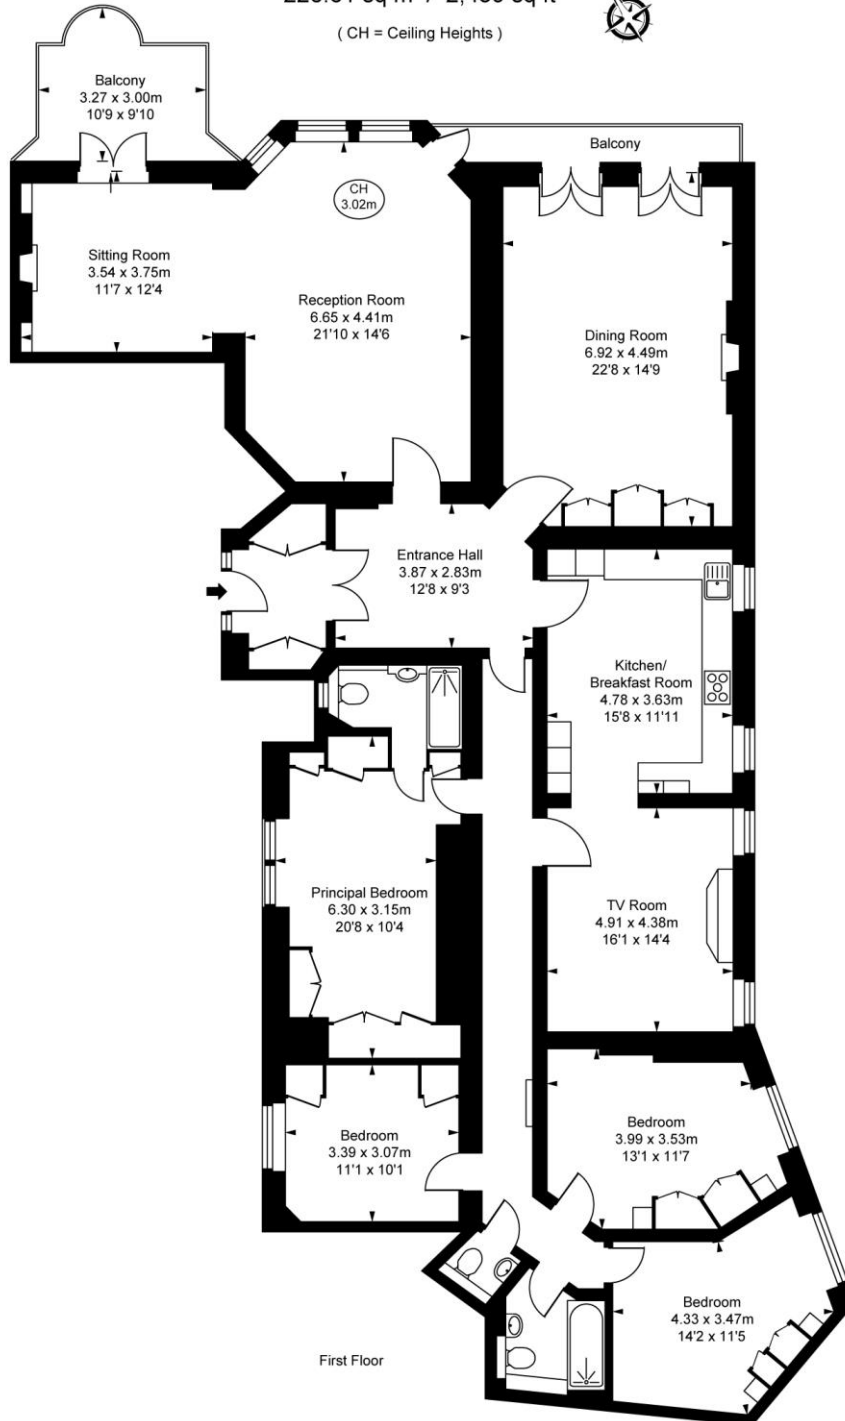 ( CH = Ceiling Heights )
Balcony
3.27 x 3.00m
10'9 x 9'10
Balcony
CH
3.02m
Sitting Room
3.54 x 3.75m
11'7 x 12'4
Reception Room
6.65 x 4.41m
21'10 x 14'6
Dining Room
6.92 x 4.49m
22'8 x 14'9
Entrance Hall
3.87 x 2.83m
12'8 x 9'3
Kitchen/
Breakfast Room
4.78 x 3.63m
15'8 x 11'11
Principal Bedroom
6.30 x 3.15m
20'8 x 10'4
TV Room
4.91 x 4.38m
16'1 x 14'4
Bedroom
3.39 x 3.07m
11'1 x 10'1
Bedroom
3.99 x 3.53m
13'1 x 11'7
Bedroom
4.33 x 3.47m
14'2 x 11'5
First Floor